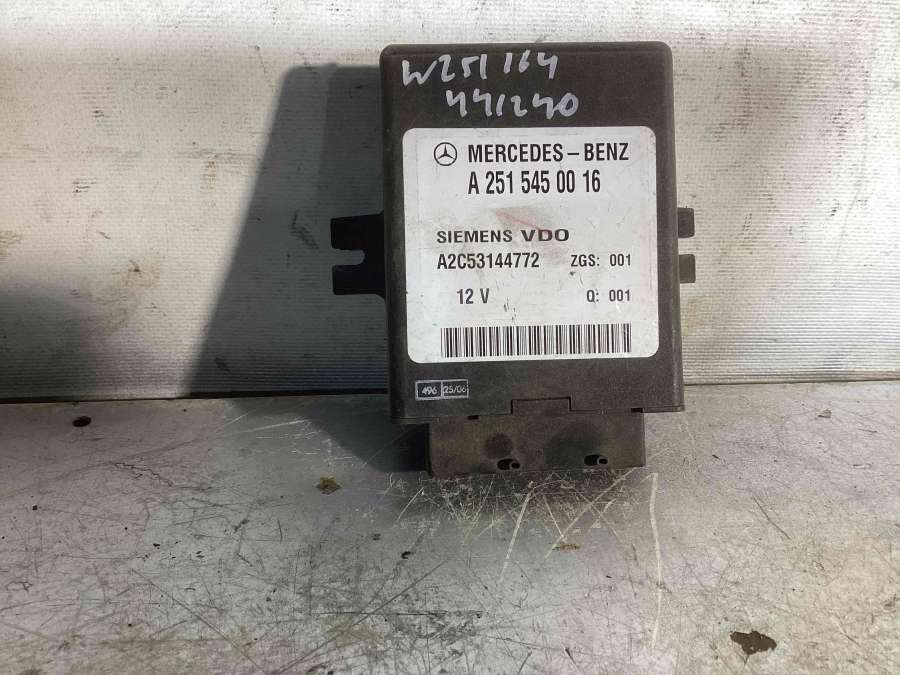 W251 164
441240
MERCEDES-BENZ
A 251 545 00 16
SIEMENS VDO
A2C53144772 ZGS: 001
12 V Q: 001
496 25/06